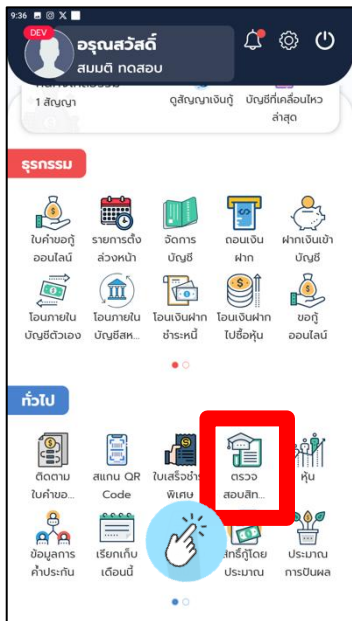 9:36
DEV
อรุณสวัสดิ์
สมมติ ทดสอบ
1 สัญญา
ดูสัญญาเงินกู้
บัญชีที่เคลื่อนไหว
ล่าสุด
ธุรกรรม
ใบคำขอกู้
ออนไลน์
รายการตั้ง
ล่วงหน้า
จัดการ
บัญชี
ถอนเงิน
ฝาก
ฝากเงินเข้า
บัญชี
โอนภายใน
บัญชีตัวเอง
โอนภายใน
บัญชีสห...
โอนเงินฝาก
ชำระหนี้
โอนเงินฝาก
ไปซื้อหุ้น
ขอกู้
ออนไลน์
ทั่วไป
ติดตาม
ใบคำขอ...
สแกน QR
Code
ใบเสร็จชำระ
พิเศษ
ตรวจ
สอบสิท...
หุ้น
ข้อมูลการ
ค้ำประกัน
เรียกเก็บ
เดือนนี้
สิทธิ์กู้โดย
ประมาณ
ประมาณ
การปันผล